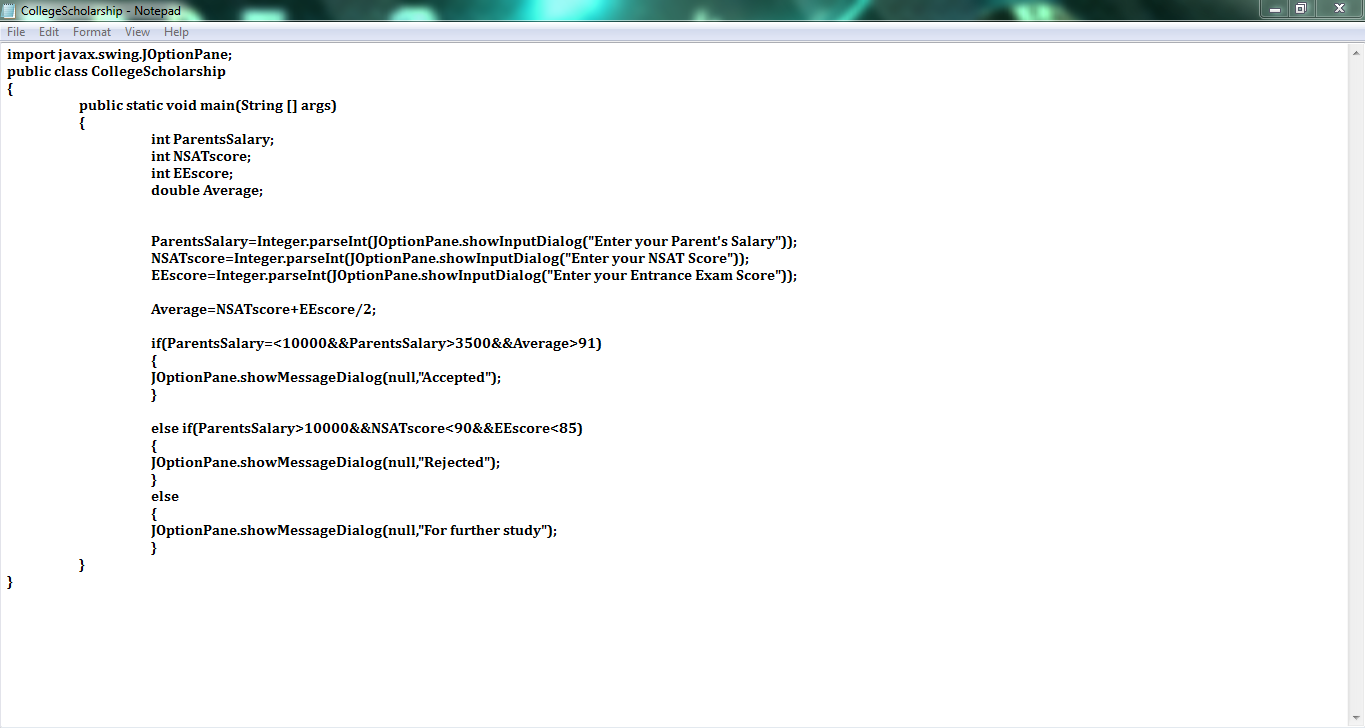 CollegeScholarship - Notepad
File Edit Format View Help
import javax.swing.JOptionPane;
public class CollegeScholarship
{
public static void main(String [] args)
{
int ParentsSalary;
int NSATscore;
int EEscore;
double Average;
ParentsSalary=Integer.parseInt(JOptionPane.showInputDialog("Enter your Parent's Salary"));
NSATscore=Integer.parseInt(JOptionPane.showInputDialog("Enter your NSAT Score"));
EEscore=Integer.parseInt(JOptionPane.showInputDialog("Enter your Entrance Exam Score"));
Average=NSATscore+EEscore/2;
if(ParentsSalary=<10000&&ParentsSalary>3500&&Average>91)
{
JOptionPane.showMessageDialog(null,"Accepted");
}
else if(ParentsSalary>10000&&NSATscore<90&&EEscore<85)
{
JOptionPane.showMessageDialog(null,"Rejected");
}
else
{
JOptionPane.showMessageDialog(null,"For further study");
}
}
}